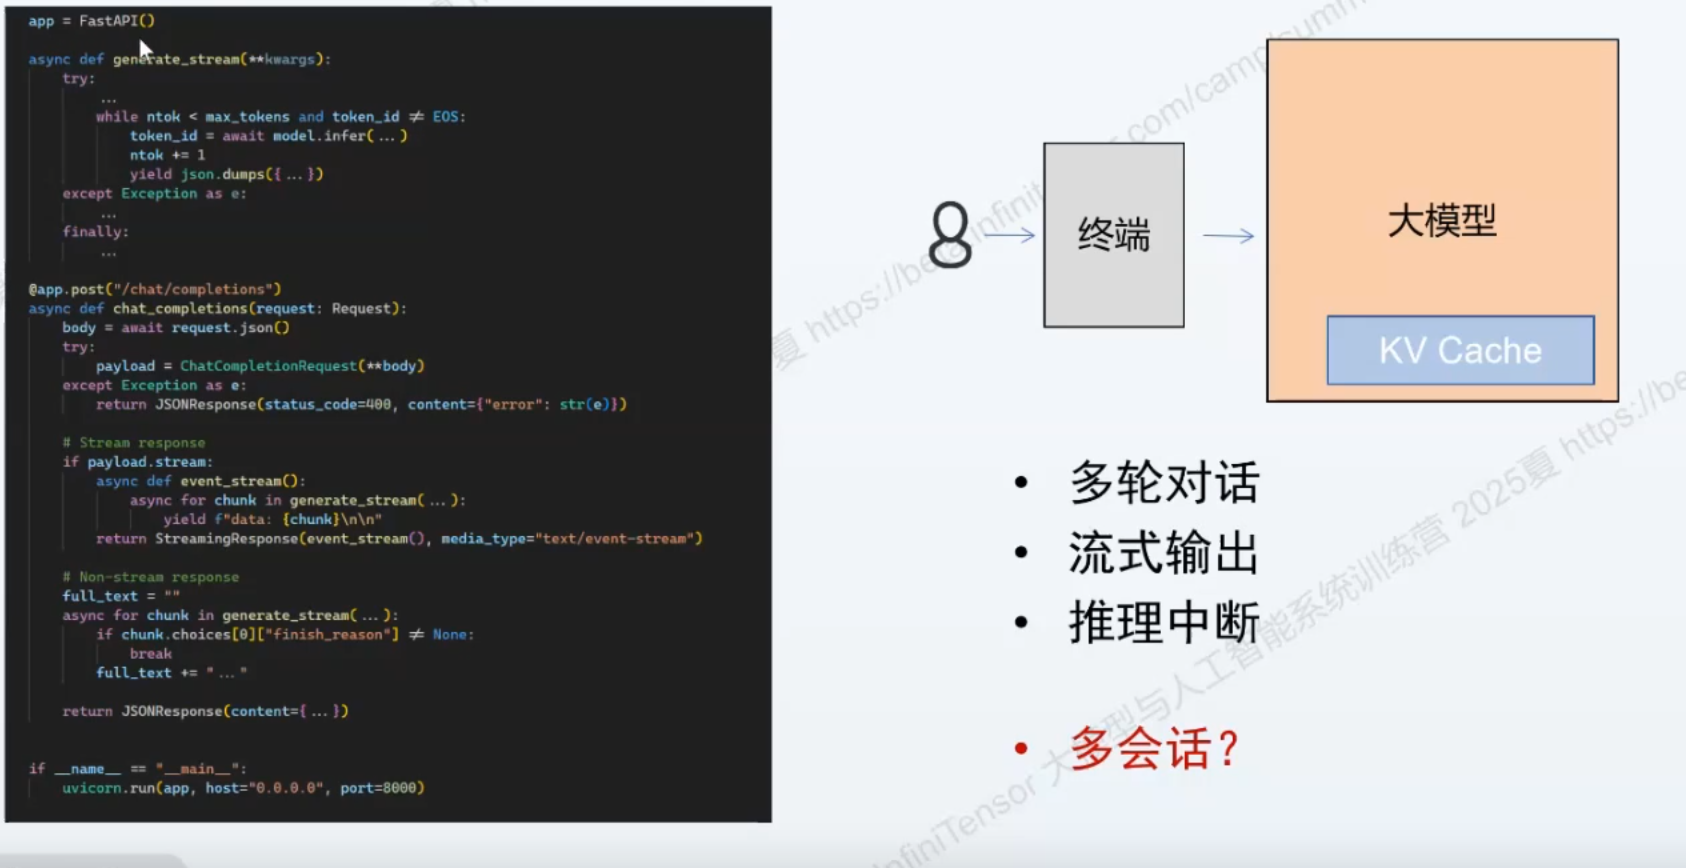 app = FastAPI()
async def generate_stream(**kwargs):
try:
...
while ntok < max_tokens and token_id ≠ EOS:
token_id = await model.infer( ... )
ntok += 1
yield json.dumps({ ... })
except Exception as e:
...
finally:
...
@app.post("/chat/completions")
async def chat_completions(request: Request):
body = await request.json()
try:
payload = ChatCompletionRequest(**body)
except Exception as e:
return JSONResponse(status_code=400, content={"error": str(e)})
# Stream response
if payload.stream:
async def event_stream():
async for chunk in generate_stream( ... ):
yield f"data: {chunk}\n\n"
return StreamingResponse(event_stream(), media_type="text/event-stream")
# Non-stream response
full_text = ""
async for chunk in generate_stream( ... ):
if chunk.choices[0]["finish_reason"] ≠ None:
break
full_text += " ... "
return JSONResponse(content={ ... })
if __name__ == "__main__":
uvicorn.run(app, host="0.0.0.0", port=8000)
终端
大模型
KV Cache
• 多轮对话
• 流式输出
• 推理中断
• 多会话？
夏 https://be
.com/camp/summ
InfiniTensor 大模型与人工智能系统训练营 2025夏 https://be